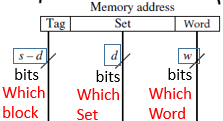 Memory address
Tag Set Word
s – d d w
bits bits bits
Which Which Which
block Set Word